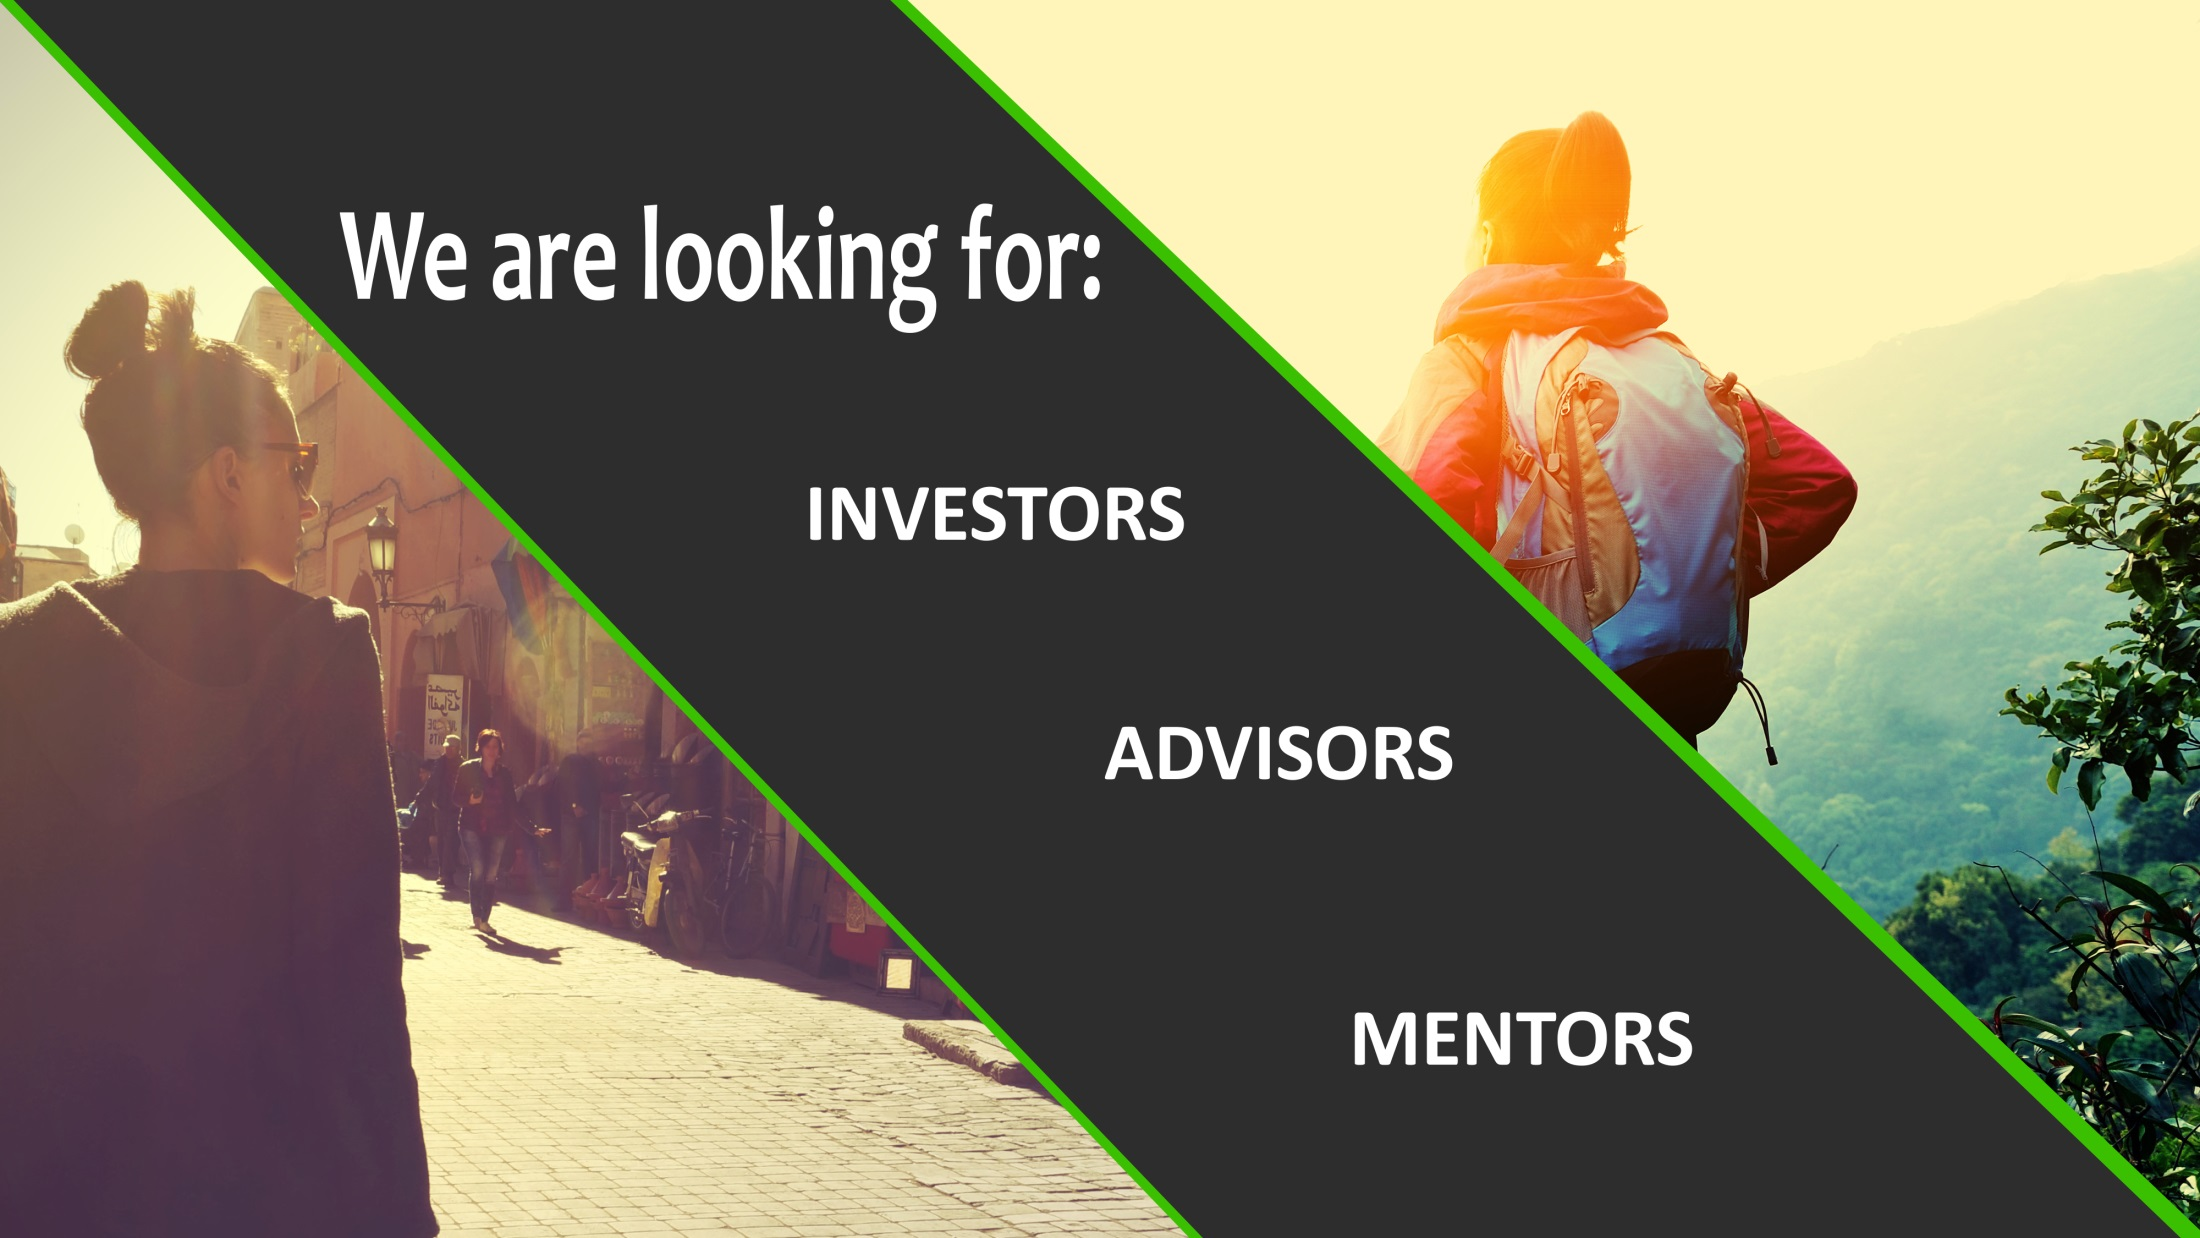 We are looking for:
INVESTORS
ADVISORS
MENTORS